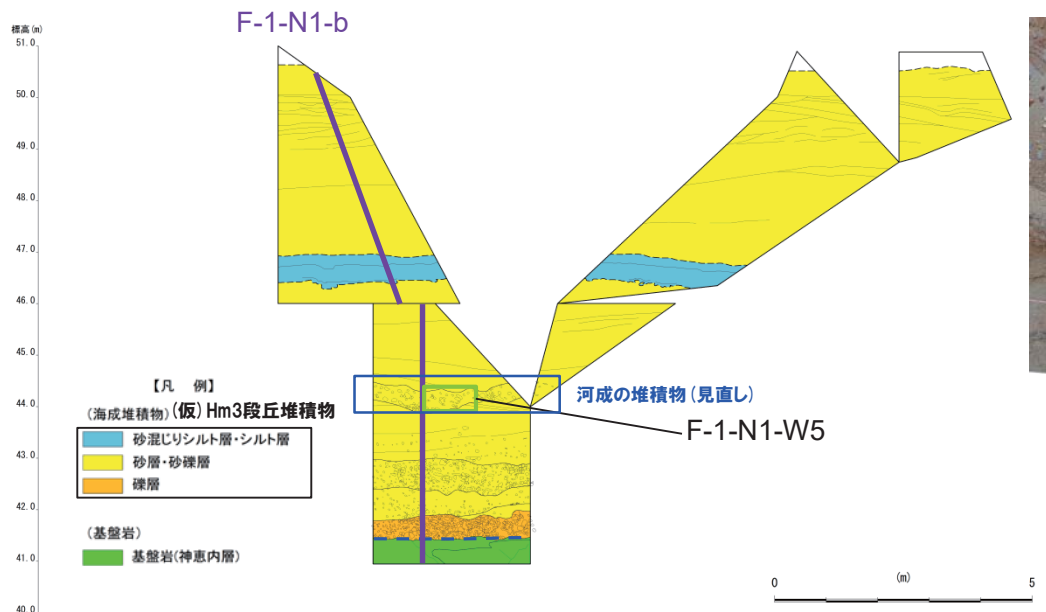 F-1-N1-b
標高(m)
51.0
50.0
49.0
48.0
47.0
46.0
45.0
44.0
43.0
42.0
41.0
40.0
【凡 例】
(海成堆積物)(仮)Hm3段丘堆積物
砂混じりシルト層・シルト層
砂層・砂礫層
礫層
(基盤岩)
基盤岩(神恵内層)
河成の堆積物(見直し)
F-1-N1-W5
0 (m) 5